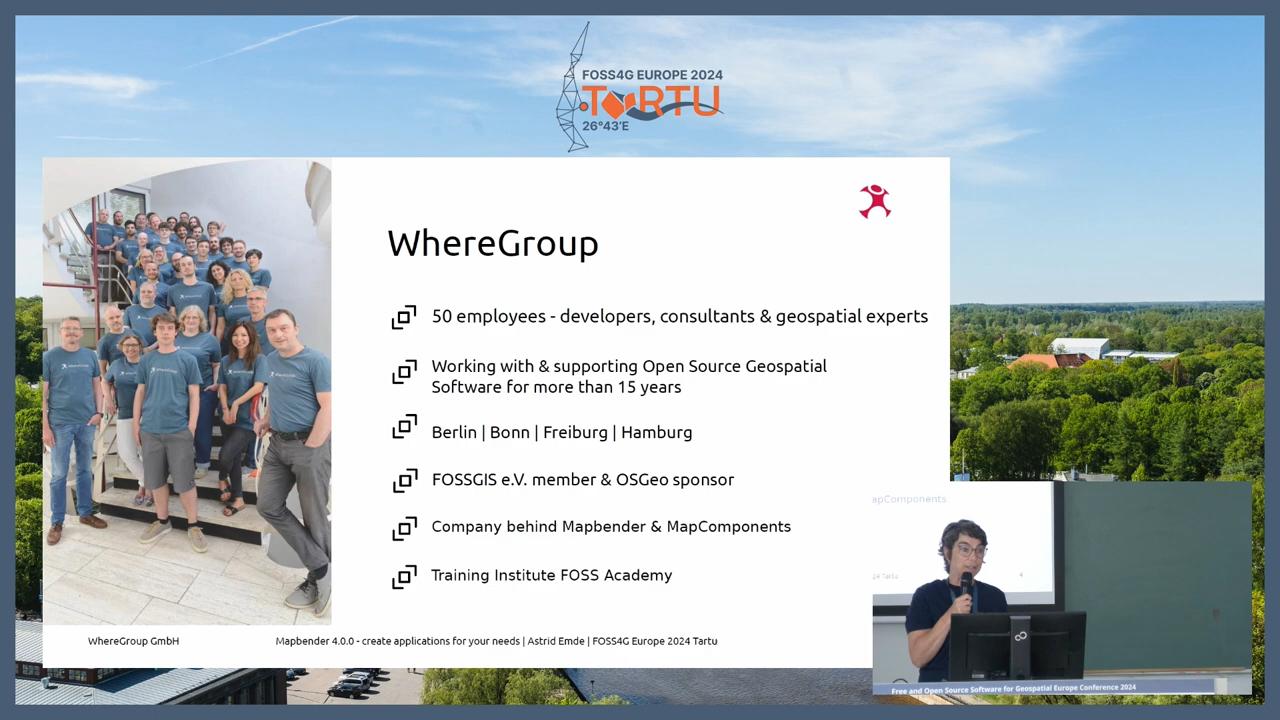 FOSS4G EUROPE 2024
TARTU
26°43'E
WhereGroup
50 employees - developers, consultants & geospatial experts
Working with & supporting Open Source Geospatial
Software for more than 15 years
Berlin | Bonn | Freiburg | Hamburg
FOSSGIS e.V. member & OSGeo sponsor
Company behind Mapbender & MapComponents
Training Institute FOSS Academy
WhereGroup GmbH
Mapbender 4.0.0 - create applications for your needs | Astrid Emde | FOSS4G Europe 2024 Tartu
apComponents
Tartu
4
Free and Open Source Software for Geospatial Europe Conference 2024